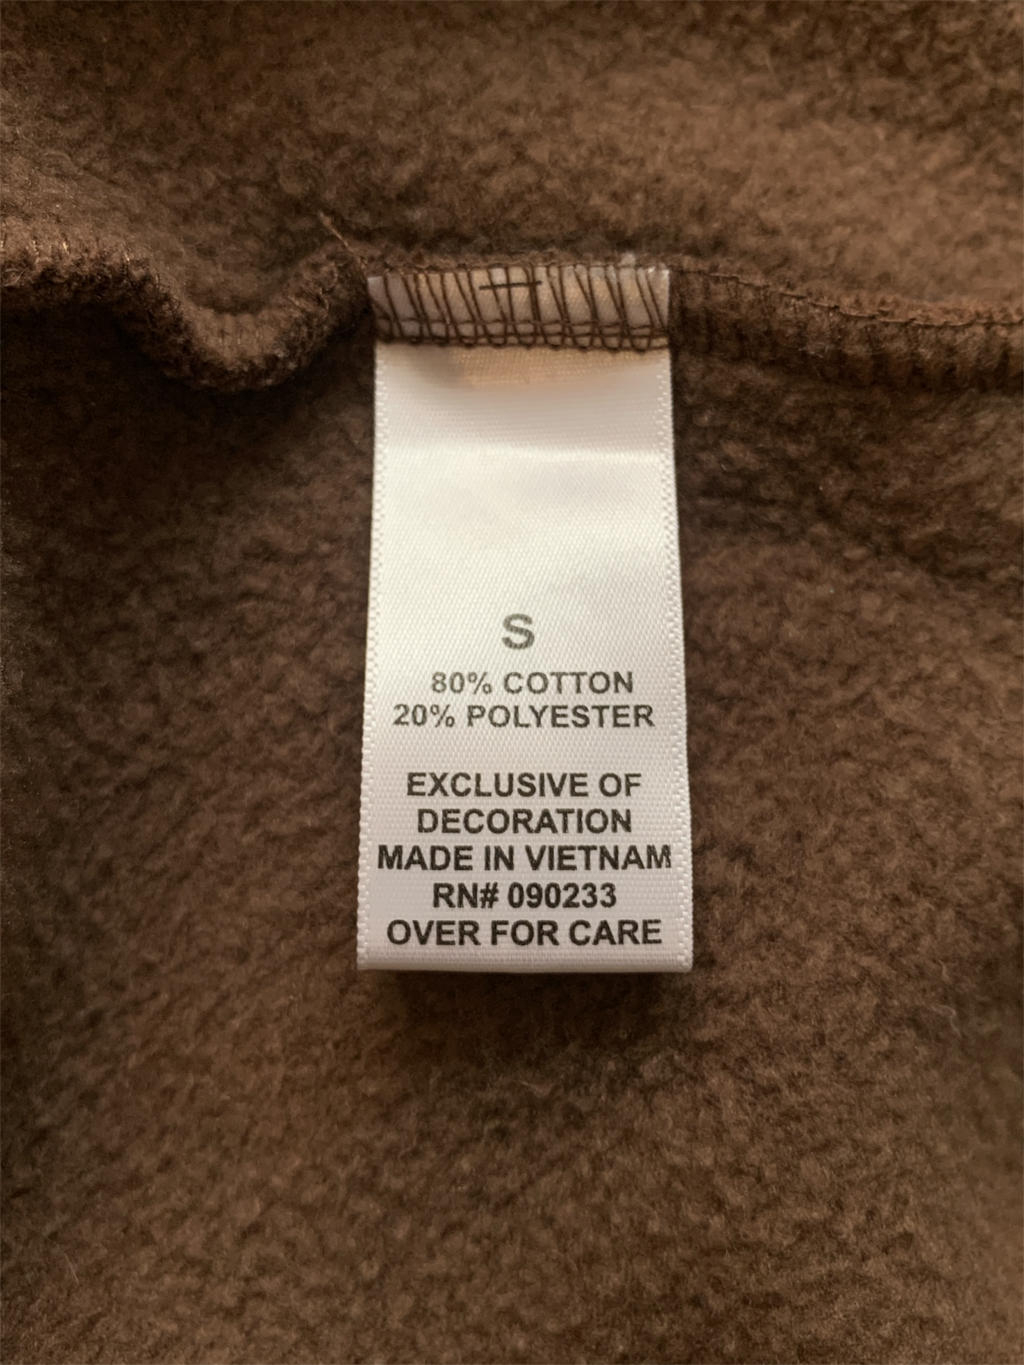 S
80% COTTON
20% POLYESTER
EXCLUSIVE OF
DECORATION
MADE IN VIETNAM
RN# 090233
OVER FOR CARE